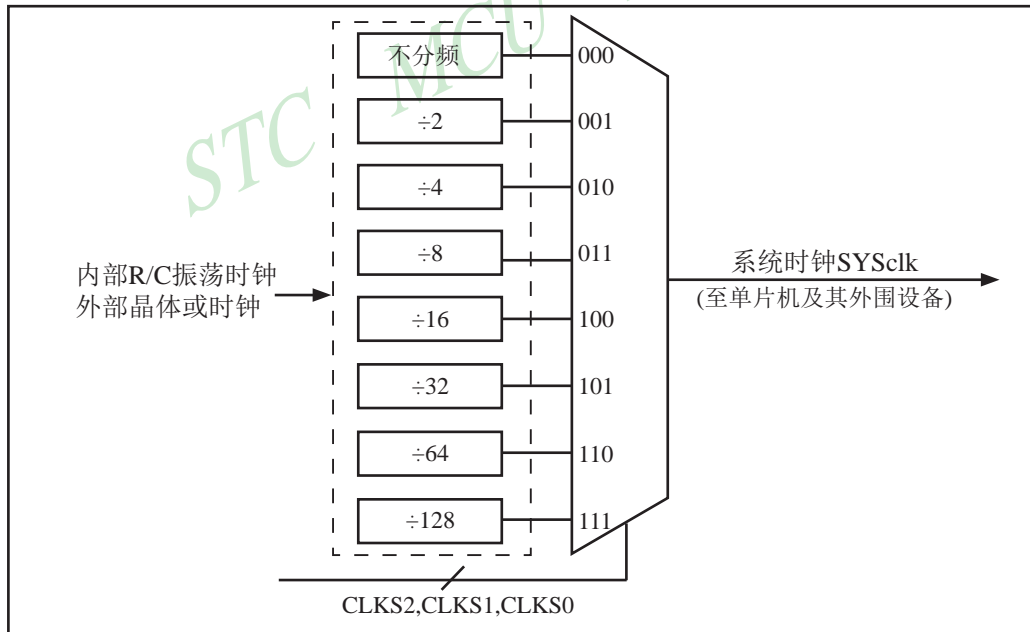 STC MCU
不分频 000
÷2 001
÷4 010
÷8 011
÷16 100
÷32 101
÷64 110
÷128 111
内部R/C振荡时钟
外部晶体或时钟
系统时钟SYSclk
(至单片机及其外围设备)
CLKS2,CLKS1,CLKS0